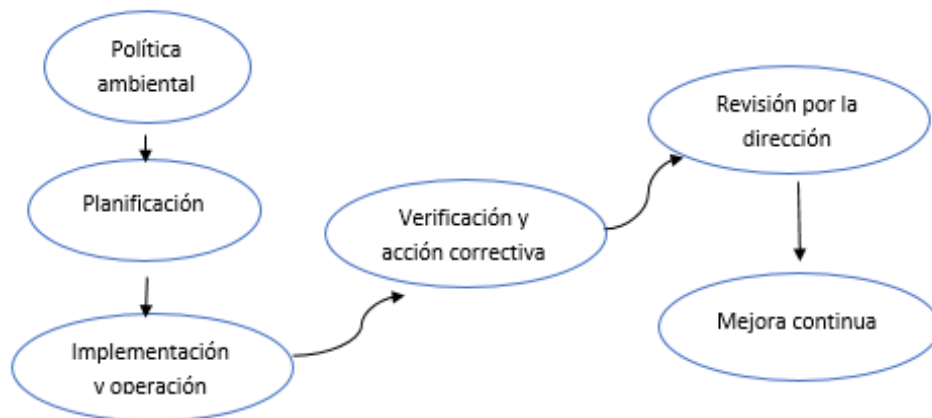 Política
ambiental
Planificación
Implementación
y operación
Verificación y
acción correctiva
Revisión por la
dirección
Mejora continua